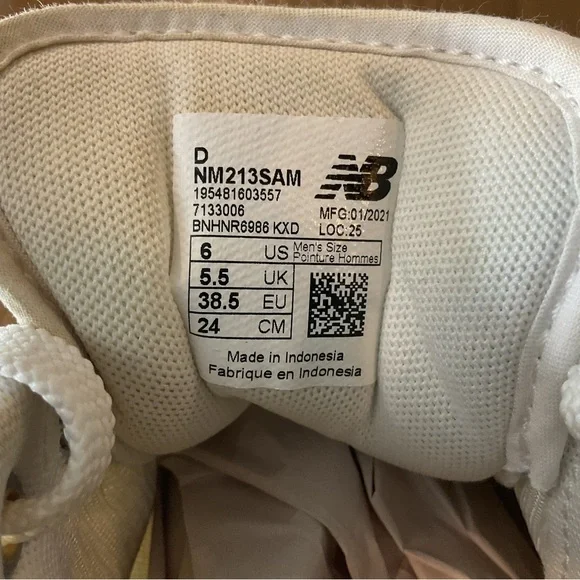 D
NM213SAM
195481603557
7133006
BNHNR6986 KXD
NB
MFG:01/2021
LOC:25
6 US Men's Size
Pointure Hommes
5.5 UK
38.5 EU
24 CM
Made in Indonesia
Fabrique en Indonesia